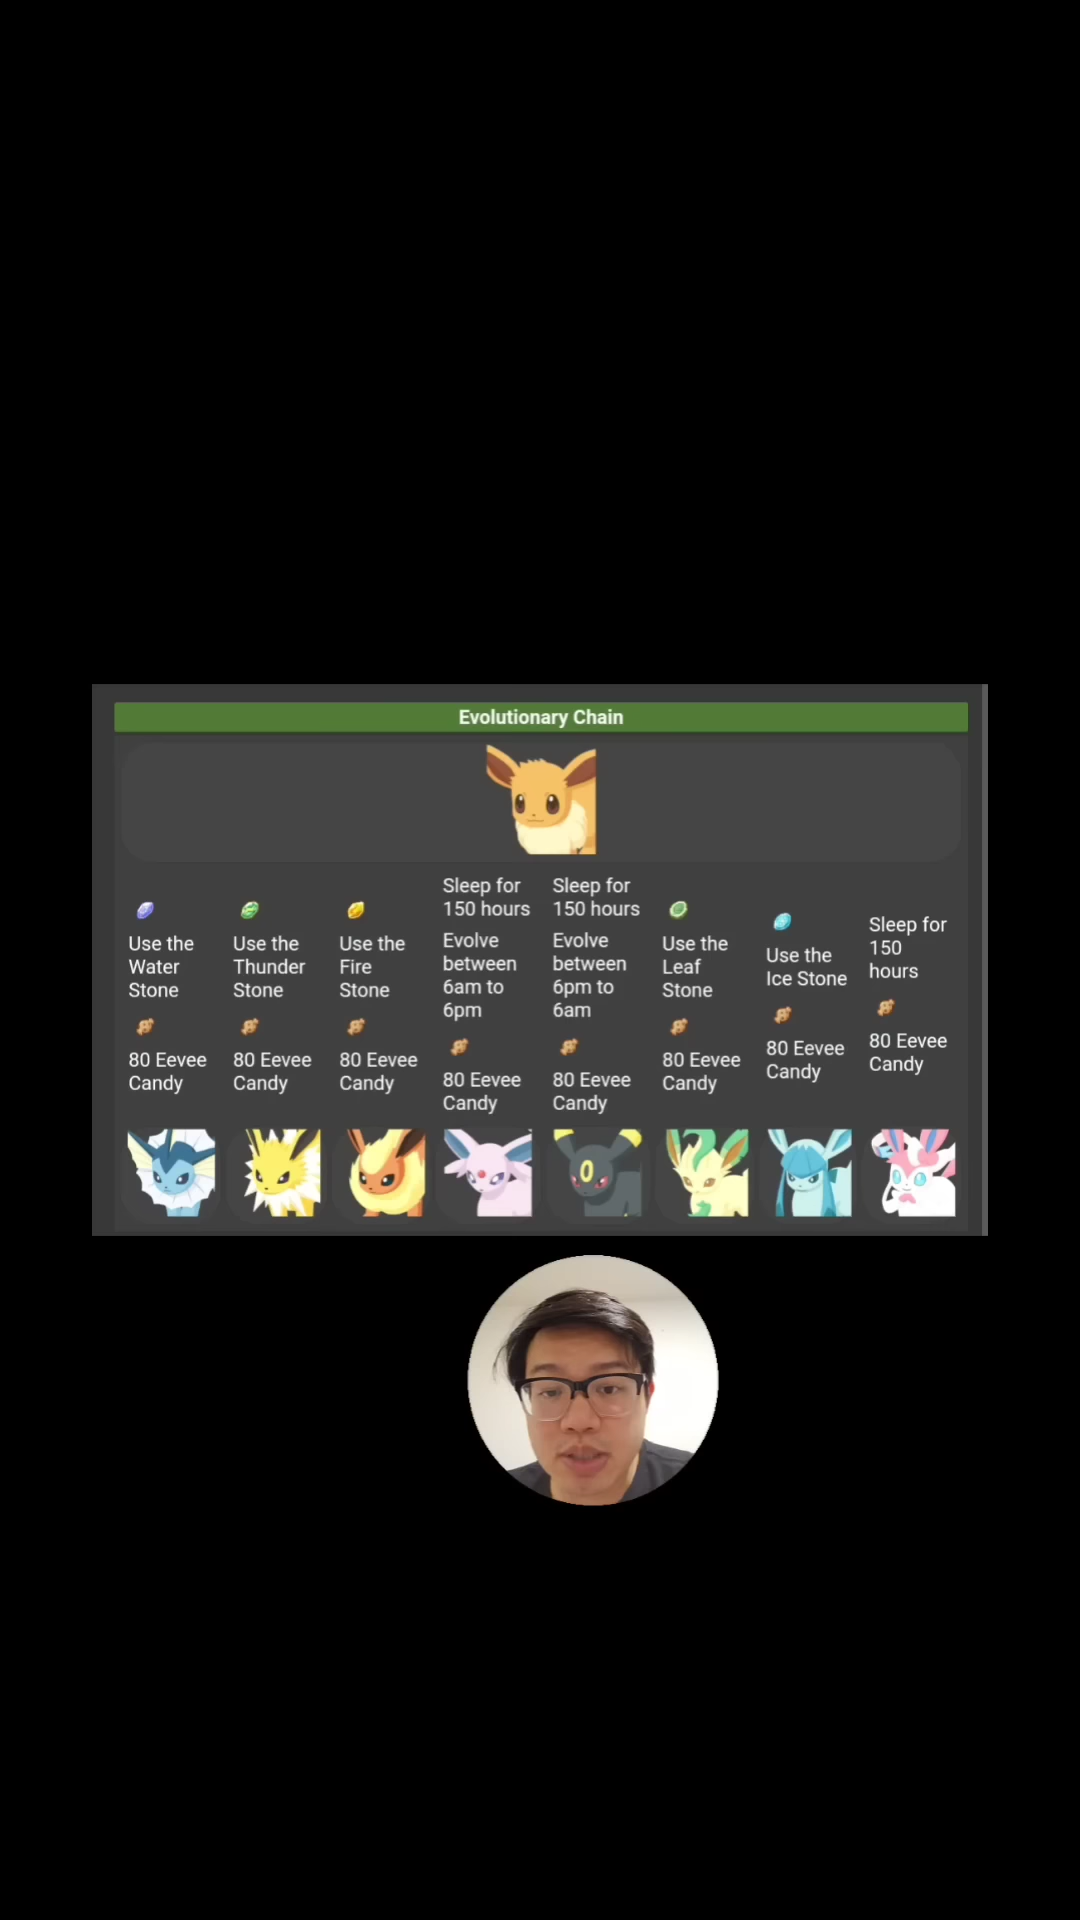 Evolutionary Chain
Use the
Water
Stone
80 Eevee
Candy
Use the
Thunder
Stone
80 Eevee
Candy
Use the
Fire
Stone
80 Eevee
Candy
Sleep for
150 hours
Evolve
between
6am to
6pm
80 Eevee
Candy
Sleep for
150 hours
Evolve
between
6pm to
6am
80 Eevee
Candy
Use the
Leaf
Stone
80 Eevee
Candy
Use the
Ice Stone
80 Eevee
Candy
Sleep for
150
hours
80 Eevee
Candy